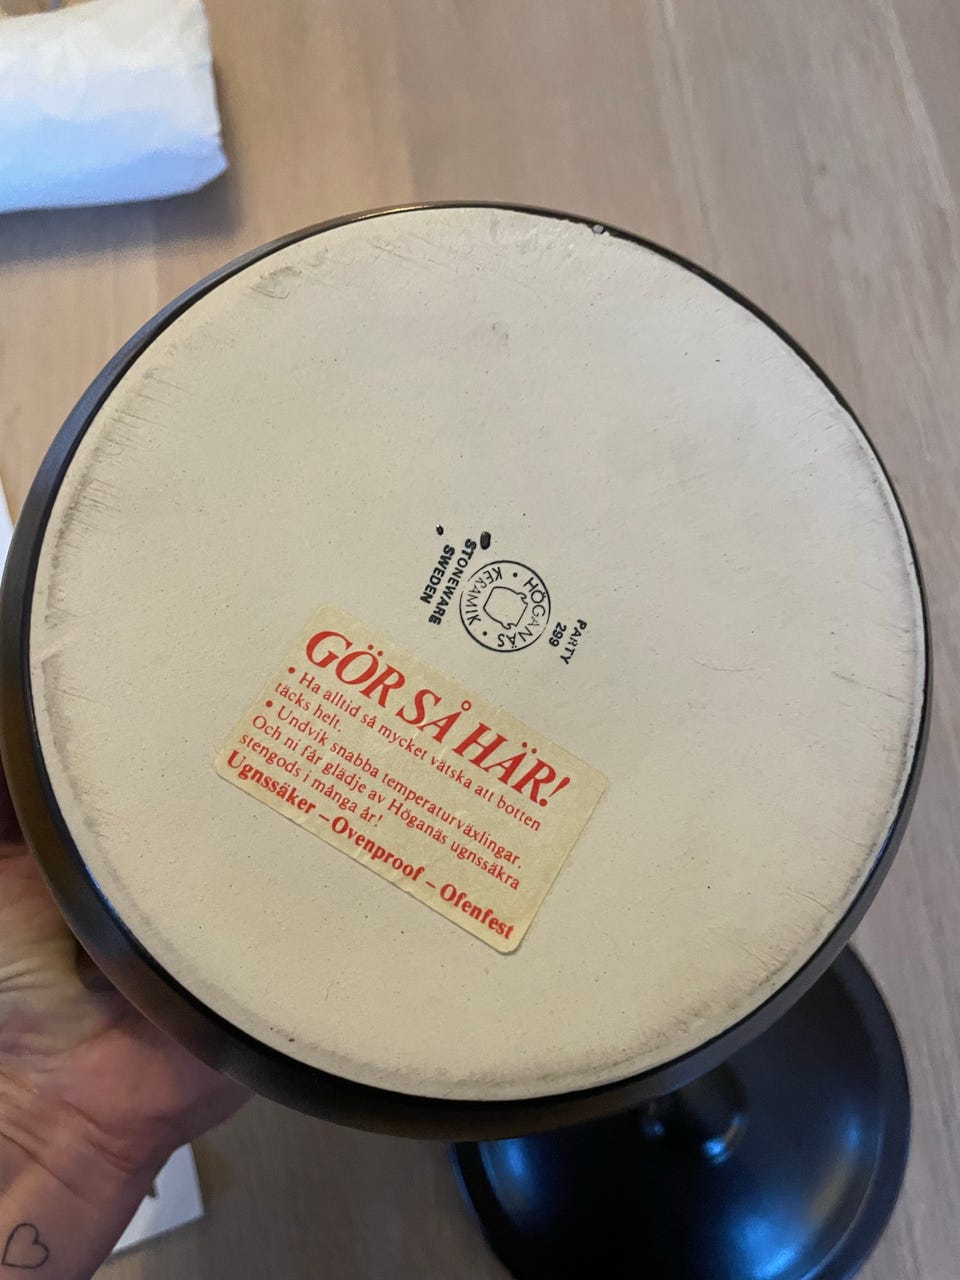 PARTY
299
HÖGANÄS
KERAMIK
STONEWARE
SWEDEN
GÖR SÅ HÄR!
• Ha alltid så mycket vätska att botten
täcks helt.
• Undvik snabba temperaturväxlingar.
Och ni får glädje av Höganäs ugnssäkra
stengods i många år!
Ugnssäker – Ovenproof – Ofenfest